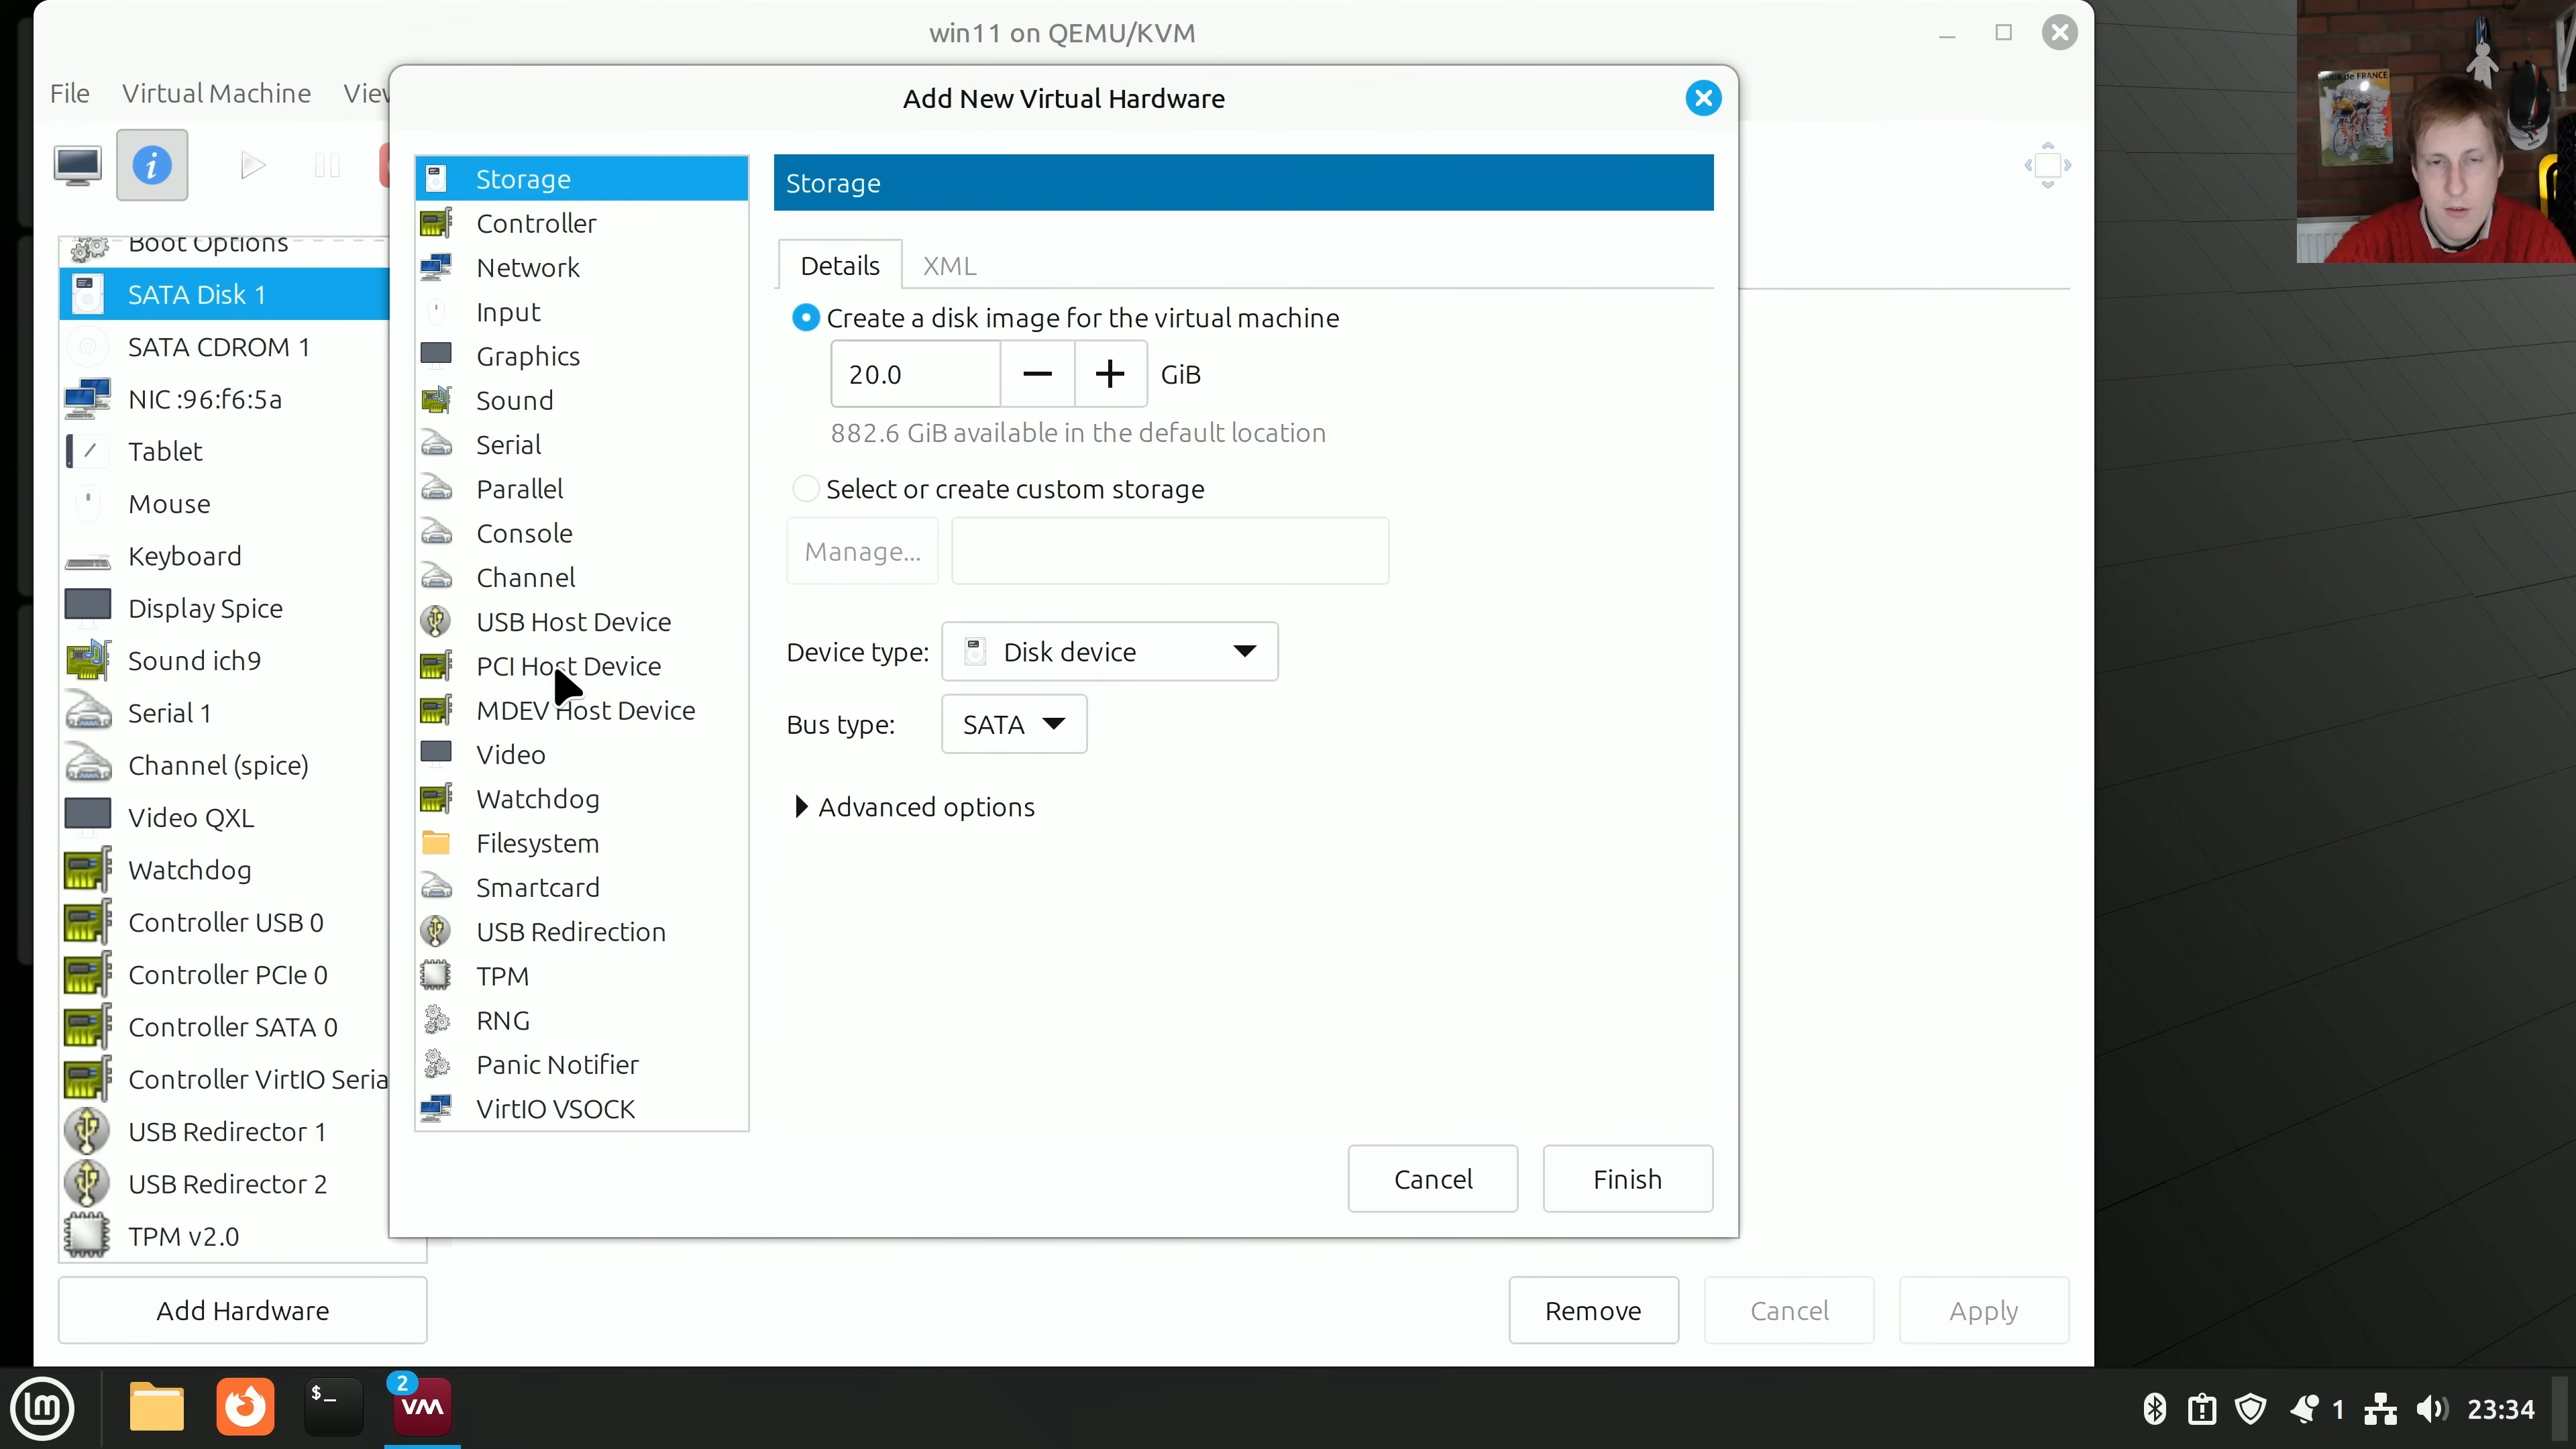 win11 on QEMU/KVM
File Virtual Machine View
Add New Virtual Hardware
Boot Options
SATA Disk 1
SATA CDROM 1
NIC :96:f6:5a
Tablet
Mouse
Keyboard
Display Spice
Sound ich9
Serial 1
Channel (spice)
Video QXL
Watchdog
Controller USB 0
Controller PCIe 0
Controller SATA 0
Controller VirtIO Seria
USB Redirector 1
USB Redirector 2
TPM v2.0
Add Hardware
Storage
Controller
Network
Input
Graphics
Sound
Serial
Parallel
Console
Channel
USB Host Device
PCI Host Device
MDEV Host Device
Video
Watchdog
Filesystem
Smartcard
USB Redirection
TPM
RNG
Panic Notifier
VirtIO VSOCK
Storage
Details XML
Create a disk image for the virtual machine
20.0 GiB
882.6 GiB available in the default location
Select or create custom storage
Manage...
Device type: Disk device
Bus type: SATA
Advanced options
Cancel Finish
Remove Cancel Apply
TOUR de FRANCE
2
VM
$_
1
23:34